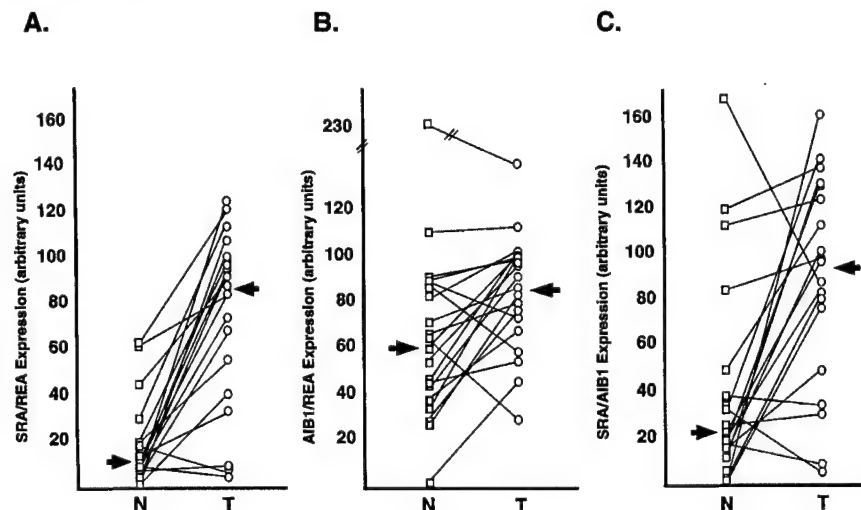 A.
SRA/REA Expression (arbitrary units)
160
140
120
100
80
60
40
20
N T
B.
AIB1/REA Expression (arbitrary units)
230
120
100
80
60
40
20
N T
C.
SRA/AIB1 Expression (arbitrary units)
160
140
120
100
80
60
40
20
N T